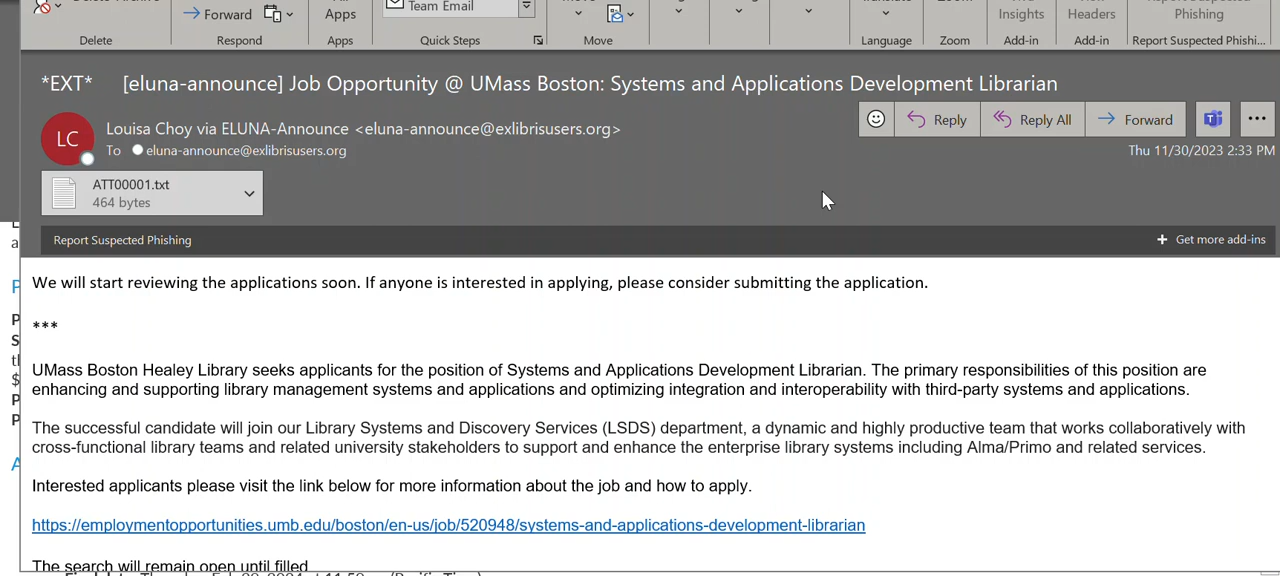 Forward
Apps
Team Email
Translate
Zoom
Insights
Headers
Report Suspected
Phishing
Delete
Respond
Apps
Quick Steps
Move
Language
Zoom
Add-in
Add-in
Report Suspected Phishi...
*EXT* [eluna-announce] Job Opportunity @ UMass Boston: Systems and Applications Development Librarian
LC
Louisa Choy via ELUNA-Announce <eluna-announce@exlibrisusers.org>
Reply
Reply All
Forward
To eluna-announce@exlibrisusers.org
Thu 11/30/2023 2:33 PM
ATT00001.txt
464 bytes
Report Suspected Phishing
+ Get more add-ins
We will start reviewing the applications soon. If anyone is interested in applying, please consider submitting the application.
***
UMass Boston Healey Library seeks applicants for the position of Systems and Applications Development Librarian. The primary responsibilities of this position are
enhancing and supporting library management systems and applications and optimizing integration and interoperability with third-party systems and applications.
The successful candidate will join our Library Systems and Discovery Services (LSDS) department, a dynamic and highly productive team that works collaboratively with
cross-functional library teams and related university stakeholders to support and enhance the enterprise library systems including Alma/Primo and related services.
Interested applicants please visit the link below for more information about the job and how to apply.
https://employmentopportunities.umb.edu/boston/en-us/job/520948/systems-and-applications-development-librarian
The search will remain open until filled